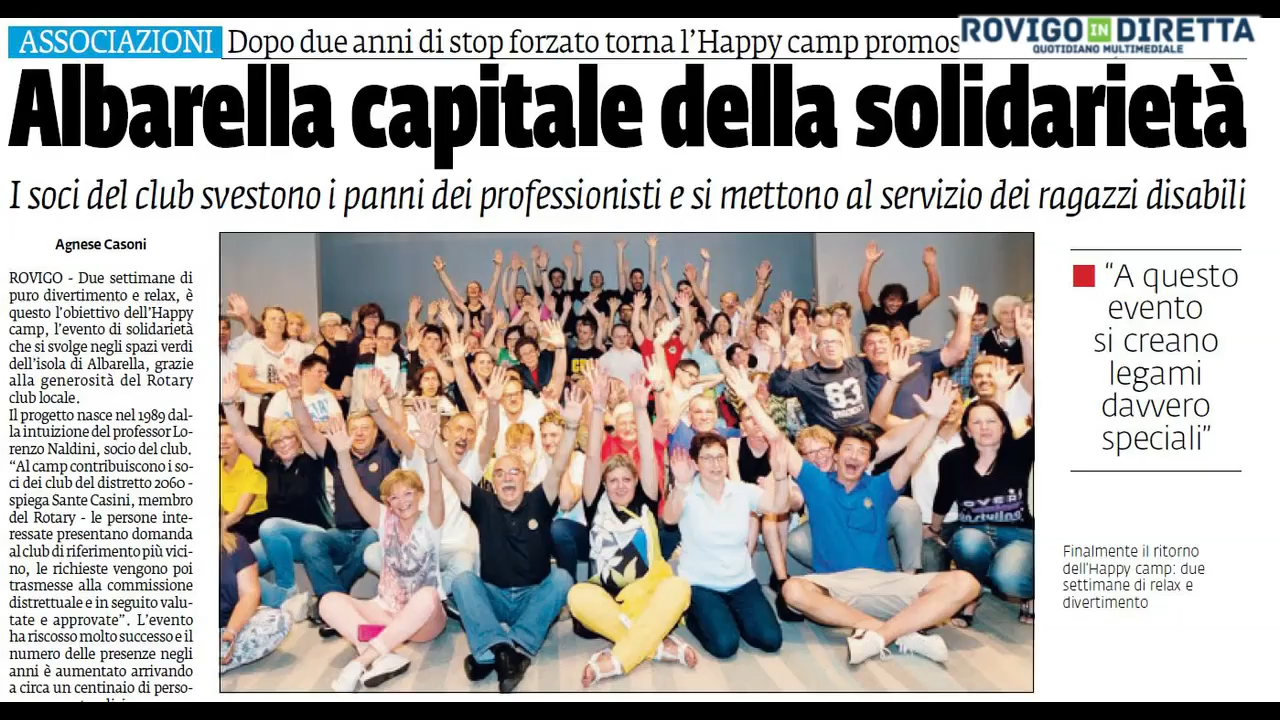 ROVIGO IN DIRETTA
QUOTIDIANO MULTIMEDIALE
ASSOCIAZIONI Dopo due anni di stop forzato torna l’Happy camp
Albarella capitale della solidarietà
I soci del club svestono i panni dei professionisti e si mettono al servizio dei ragazzi disabili
Agnese Casoni
ROVIGO - Due settimane di
puro divertimento e relax, è
questo l’obiettivo dell’Happy
camp, l’evento di solidarietà
che si svolge negli spazi verdi
dell’isola di Albarella, grazie
alla generosità del Rotary
club locale.
Il progetto nasce nel 1989 dal-
la intuizione del professor Lo-
renzo Naldini, socio del club.
“Al camp contribuiscono i so-
ci dei club del distretto 2060 -
spiega Sante Casini, membro
del Rotary - le persone inte-
ressate presentano domanda
al club di riferimento più vici-
no, le richieste vengono poi
trasmesse alla commissione
distrettuale e in seguito valu-
tate e approvate”. L’evento
ha riscosso molto successo e il
numero delle presenze negli
anni è aumentato arrivando
a circa un centinaio di perso-
83
“A questo
evento
si creano
legami
davvero
speciali”
Finalmente il ritorno
dell’Happy camp: due
settimane di relax e
divertimento